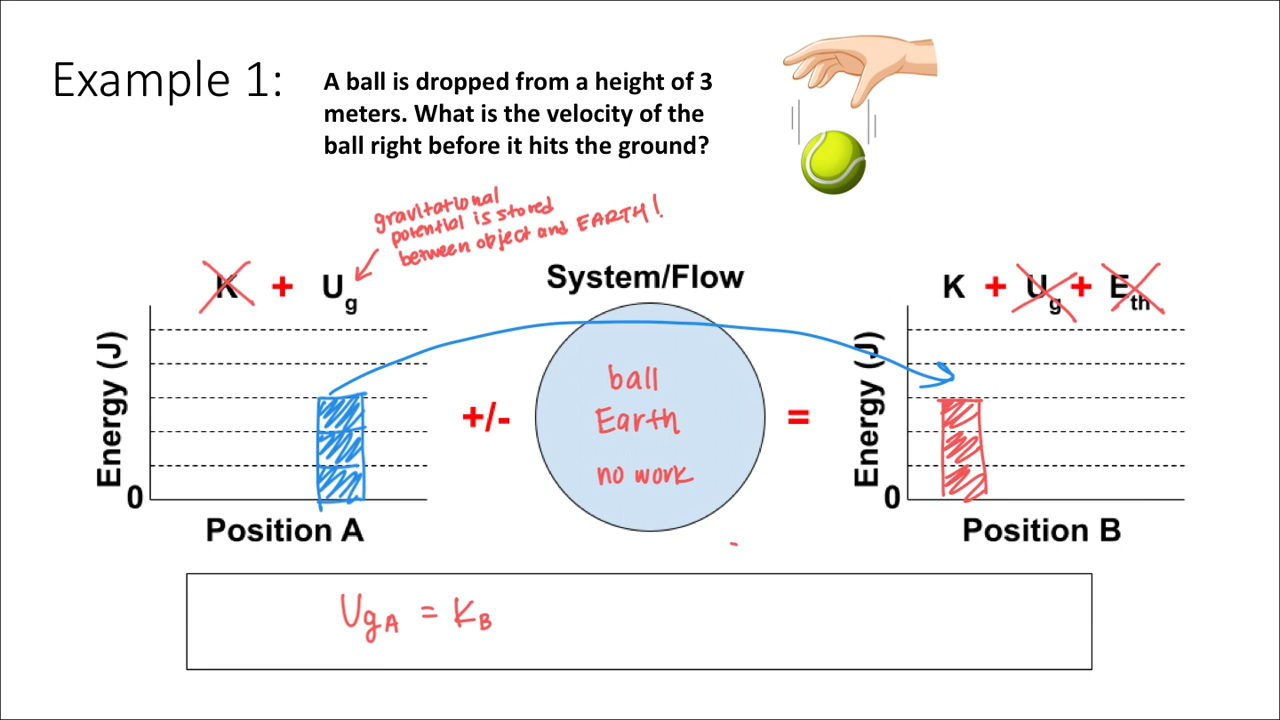 Example 1:
A ball is dropped from a height of 3
meters. What is the velocity of the
ball right before it hits the ground?
gravitational
potential is stored
between object and EARTH!
K + Ug
System/Flow
K + Ug + Eth
Energy (J)
0
Position A
+/-
ball
Earth
no work
=
Energy (J)
0
Position B
UgA = KB